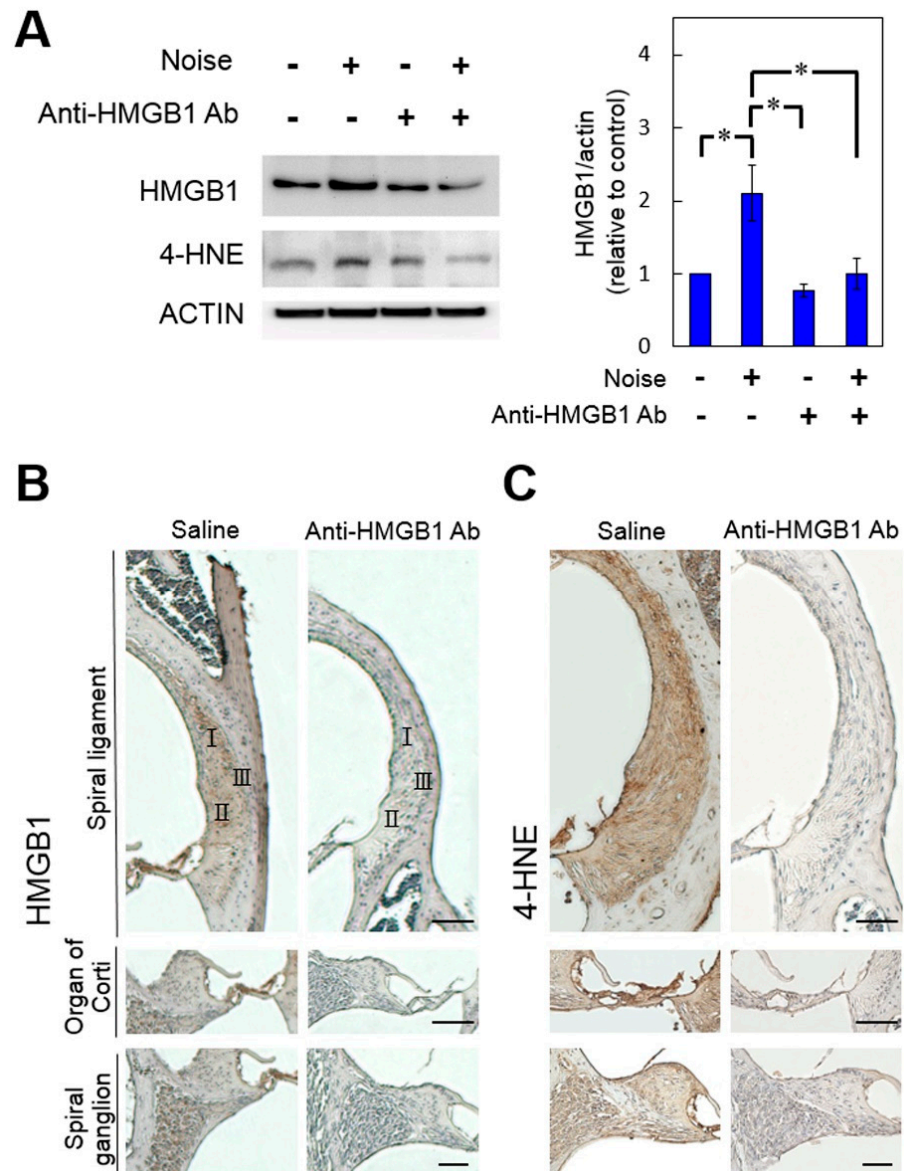 A
Noise - + - +
Anti-HMGB1 Ab - - + +
HMGB1
4-HNE
ACTIN
HMGB1/actin
(relative to control)
4
3
2
1
0
*
*
*
Noise - + - +
Anti-HMGB1 Ab - - + +
B
Saline Anti-HMGB1 Ab
HMGB1
Spiral ligament
I
III
II
I
III
II
Organ of
Corti
Spiral
ganglion
C
Saline Anti-HMGB1 Ab
4-HNE